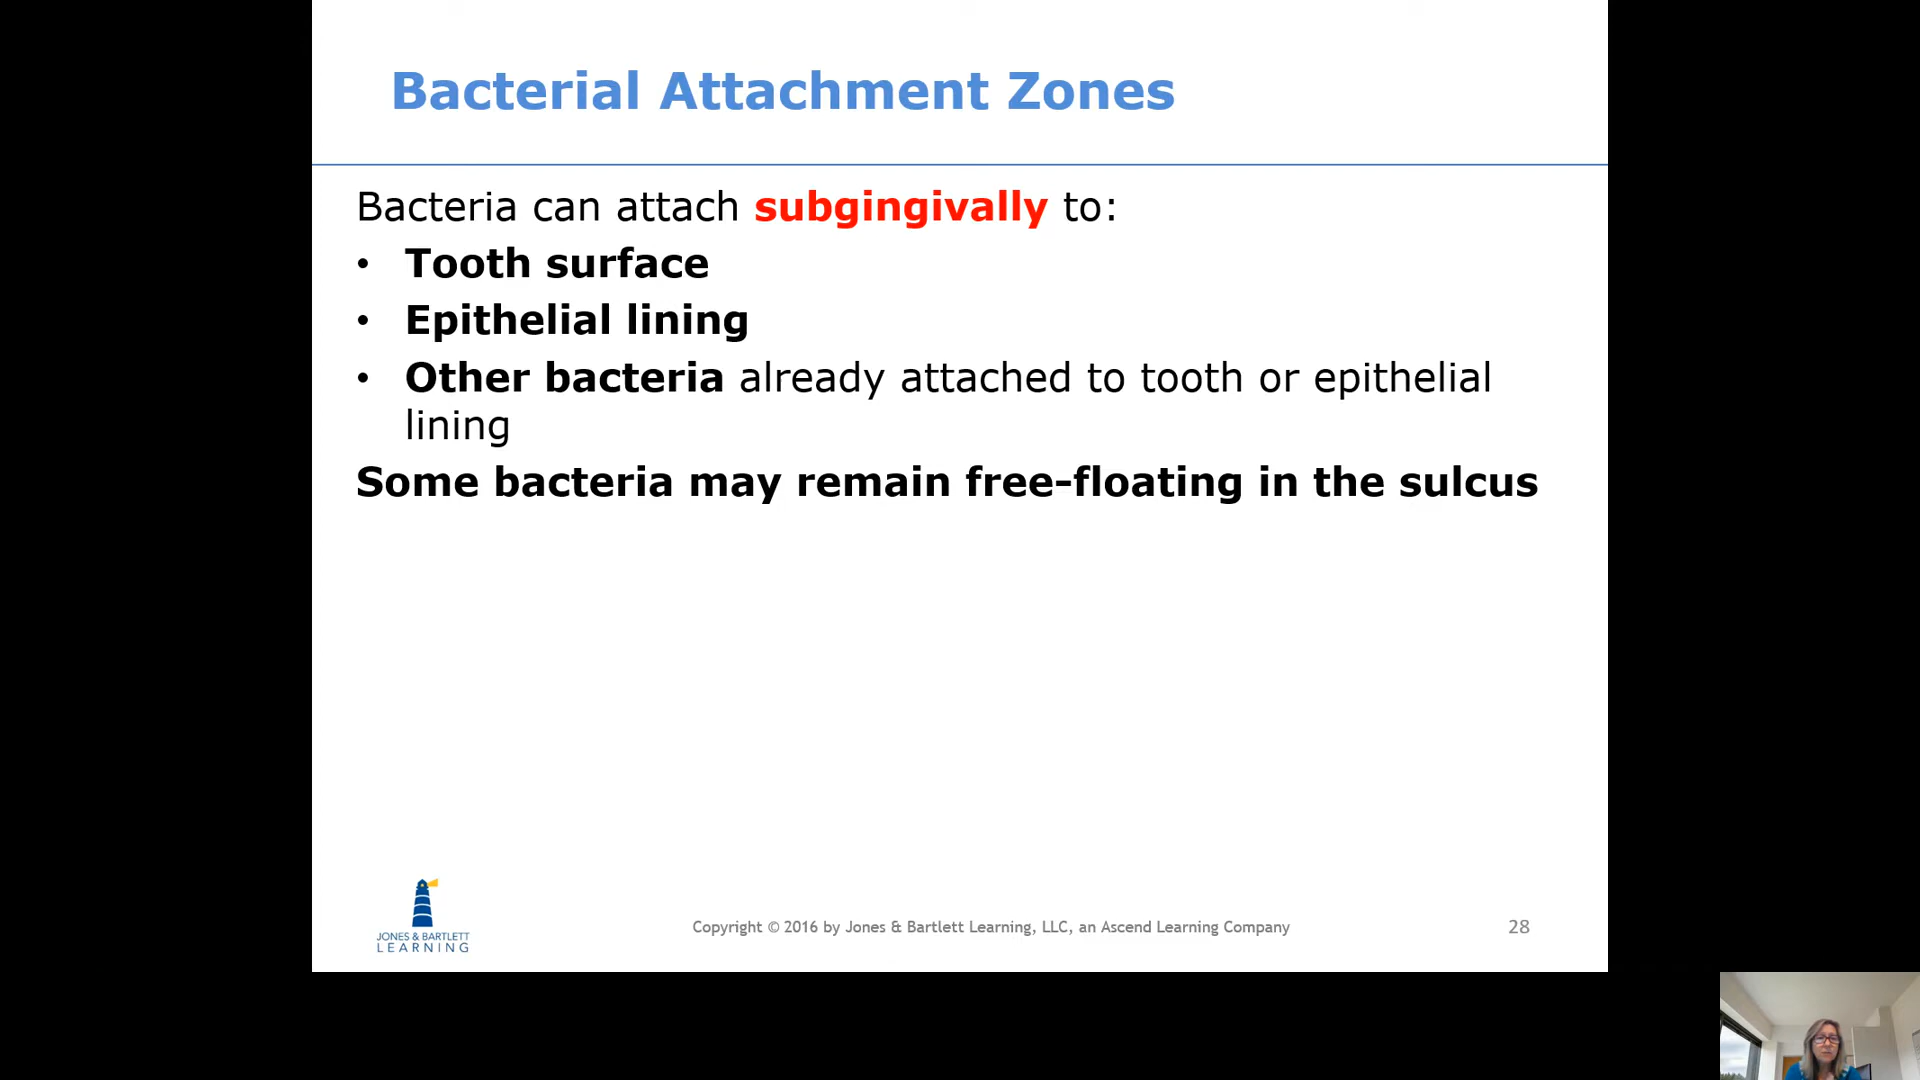 Bacterial Attachment Zones
Bacteria can attach subgingivally to:
• Tooth surface
• Epithelial lining
• Other bacteria already attached to tooth or epithelial
lining
Some bacteria may remain free-floating in the sulcus
JONES & BARTLETT
LEARNING
Copyright © 2016 by Jones & Bartlett Learning, LLC, an Ascend Learning Company
28